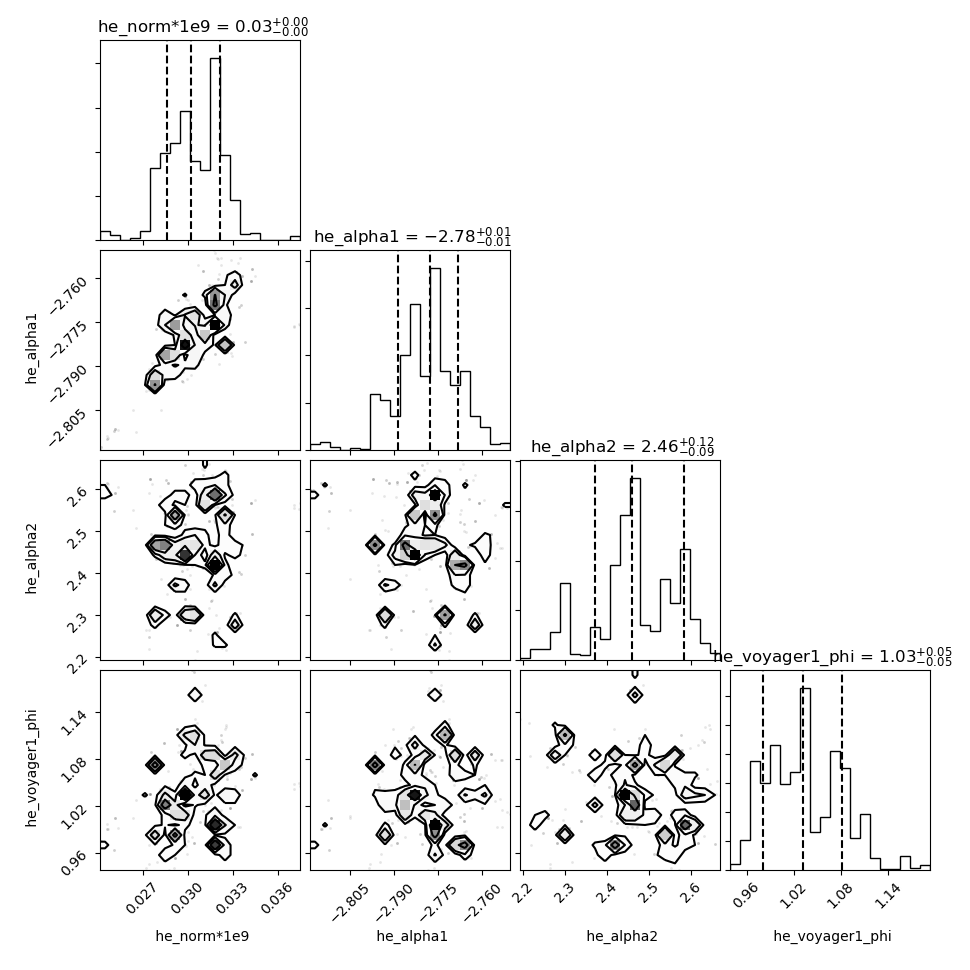 he_norm*1e9 = 0.03+0.00−0.00
he_alpha1 = −2.78+0.01−0.01
−2.760
−2.775
−2.790
−2.805
he_alpha1
he_alpha2 = 2.46+0.12−0.09
2.6
2.5
2.4
2.3
2.2
he_alpha2
he_voyager1_phi = 1.03+0.05−0.05
1.14
1.08
1.02
0.96
he_voyager1_phi
0.027 0.030 0.033 0.036
−2.805 −2.790 −2.775 −2.760
2.2 2.3 2.4 2.5 2.6
0.96 1.02 1.08 1.14
he_norm*1e9 he_alpha1 he_alpha2 he_voyager1_phi